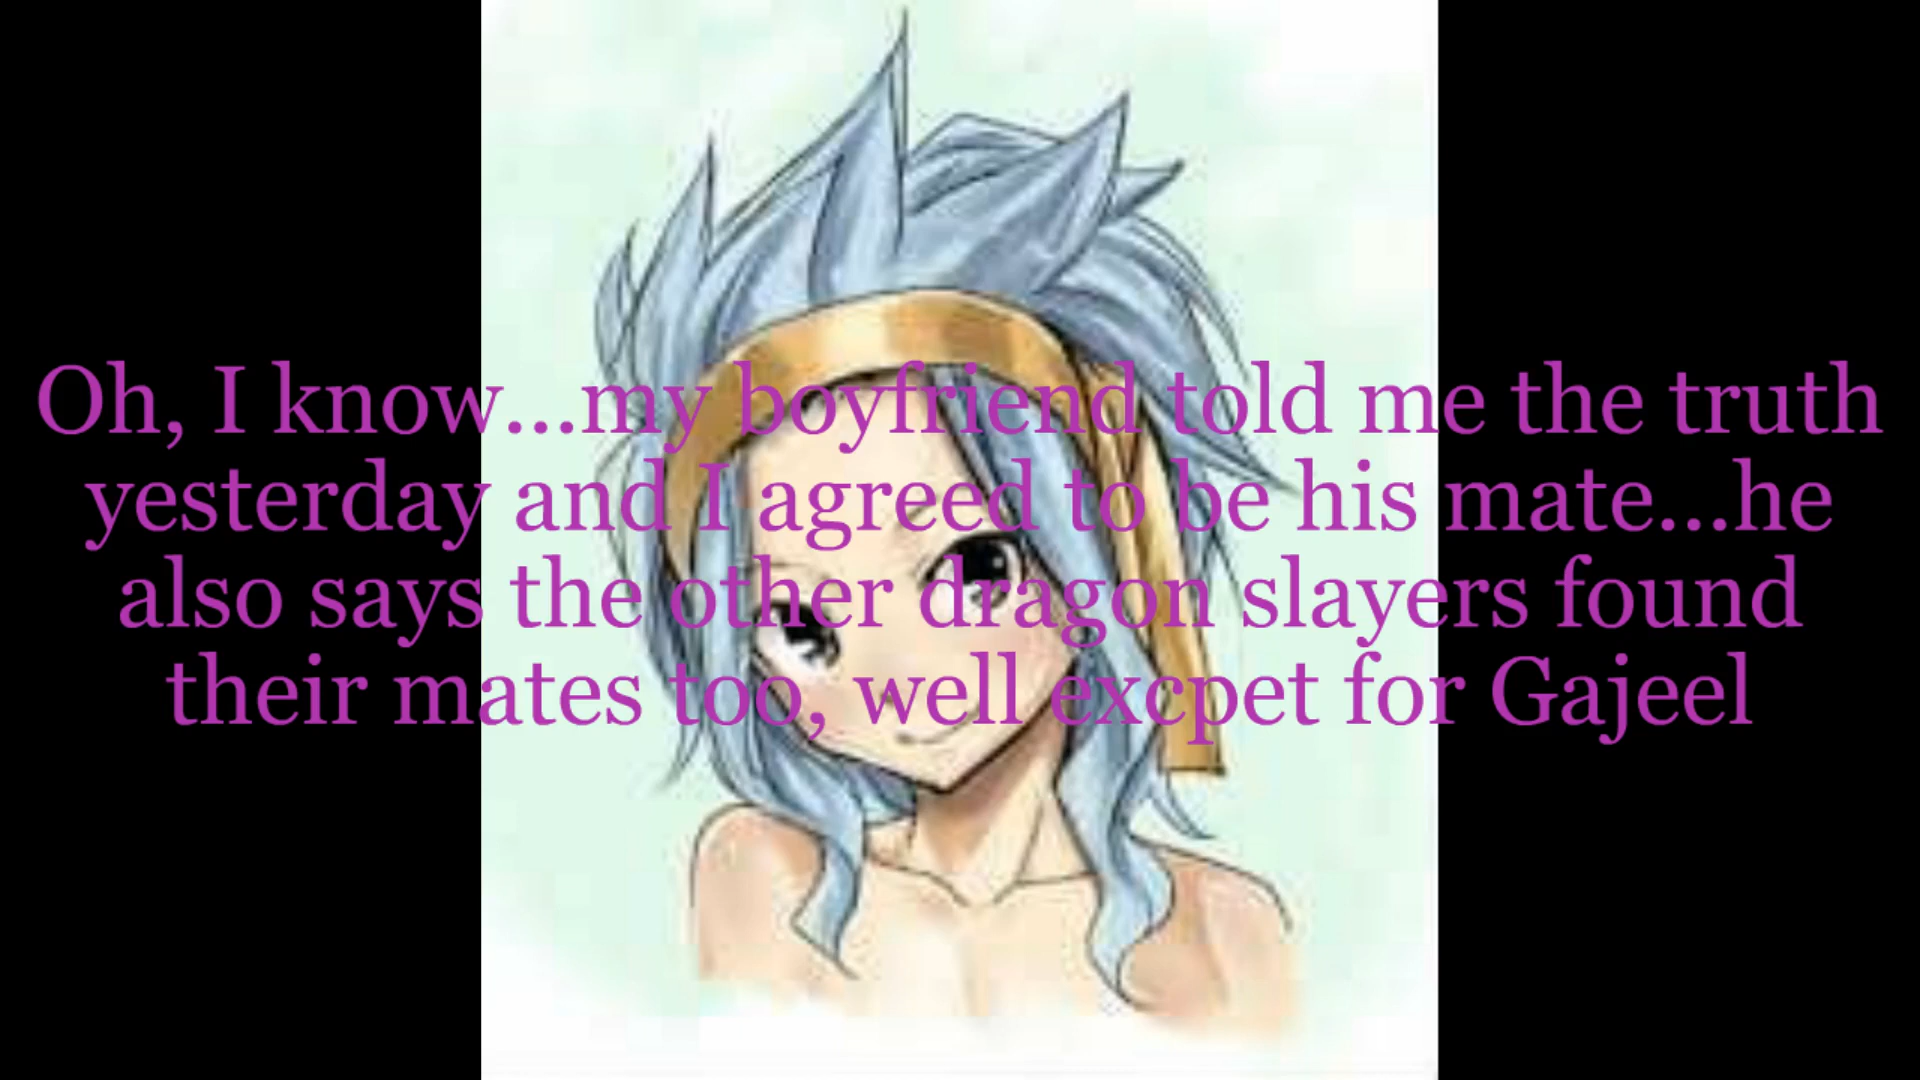 Oh, I know...my boyfriend told me the truth
yesterday and I agreed to be his mate...he
also says the other dragon slayers found
their mates too, well excpet for Gajeel